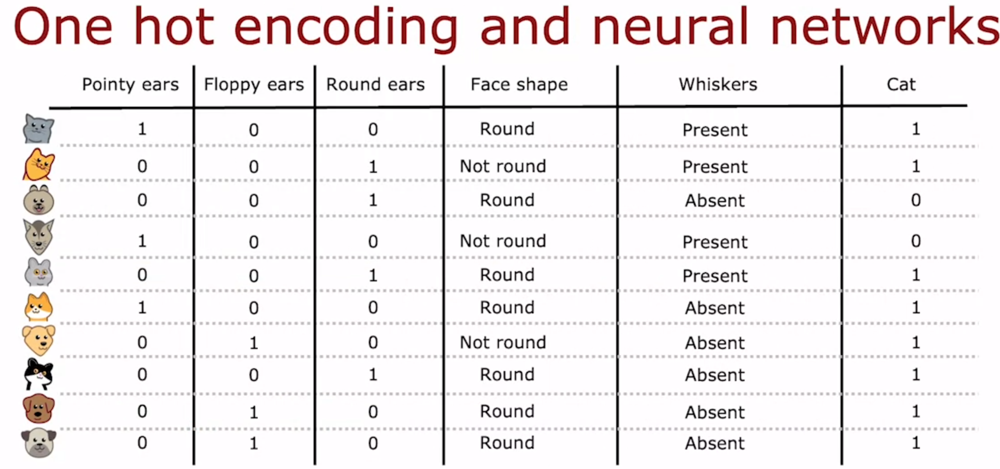 One hot encoding and neural networks
Pointy ears Floppy ears Round ears Face shape Whiskers Cat
1 0 0 Round Present 1
0 0 1 Not round Present 1
0 0 1 Round Absent 0
1 0 0 Not round Present 0
0 0 1 Round Present 1
1 0 0 Round Absent 1
0 1 0 Not round Absent 1
0 0 1 Round Absent 1
0 1 0 Round Absent 1
0 1 0 Round Absent 1